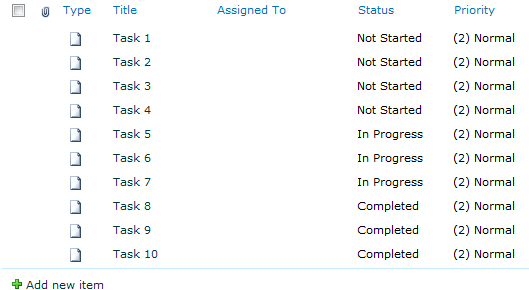 Type Title Assigned To Status Priority
Task 1 Not Started (2) Normal
Task 2 Not Started (2) Normal
Task 3 Not Started (2) Normal
Task 4 Not Started (2) Normal
Task 5 In Progress (2) Normal
Task 6 In Progress (2) Normal
Task 7 In Progress (2) Normal
Task 8 Completed (2) Normal
Task 9 Completed (2) Normal
Task 10 Completed (2) Normal
Add new item